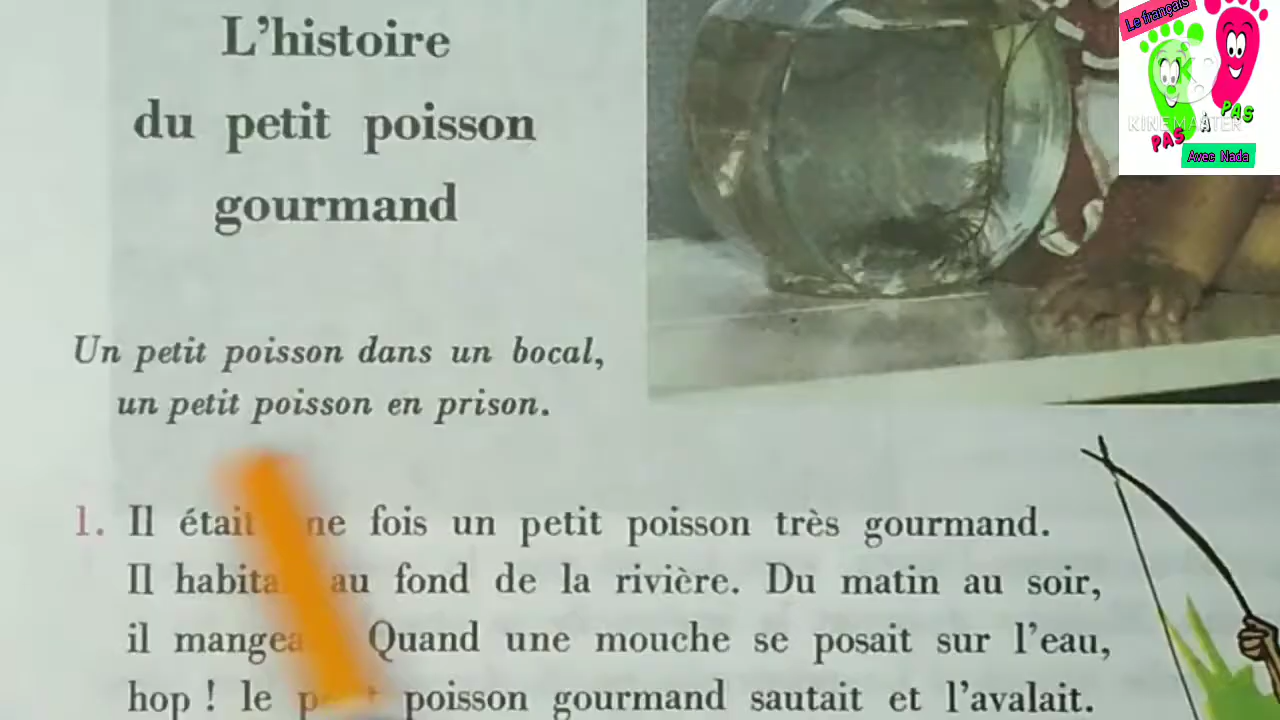 L'histoire
du petit poisson
gourmand
Un petit poisson dans un bocal,
un petit poisson en prison.
1. Il était ne fois un petit poisson très gourmand.
Il habita au fond de la rivière. Du matin au soir,
il mangea Quand une mouche se posait sur l'eau,
hop ! le poisson gourmand sautait et l'avalait.
Le français
PAS À PAS
Avec Nada
KINEMASTER